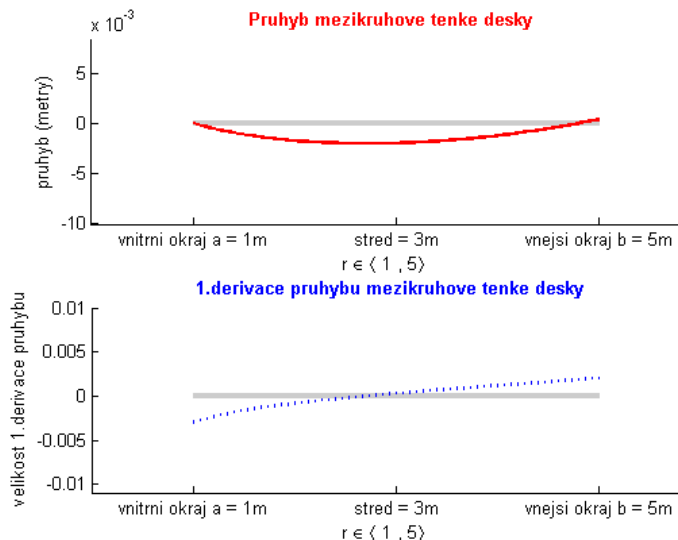 x 10⁻³
Pruhyb mezikruhove tenke desky
pruhyb (metry)
5
0
-5
-10
vnitrni okraj a = 1m
stred = 3m
vnejsi okraj b = 5m
r ∈ ⟨ 1 , 5⟩
1.derivace pruhybu mezikruhove tenke desky
velikost 1.derivace pruhybu
0.01
0.005
0
-0.005
-0.01
vnitrni okraj a = 1m
stred = 3m
vnejsi okraj b = 5m
r ∈ ⟨ 1 , 5⟩